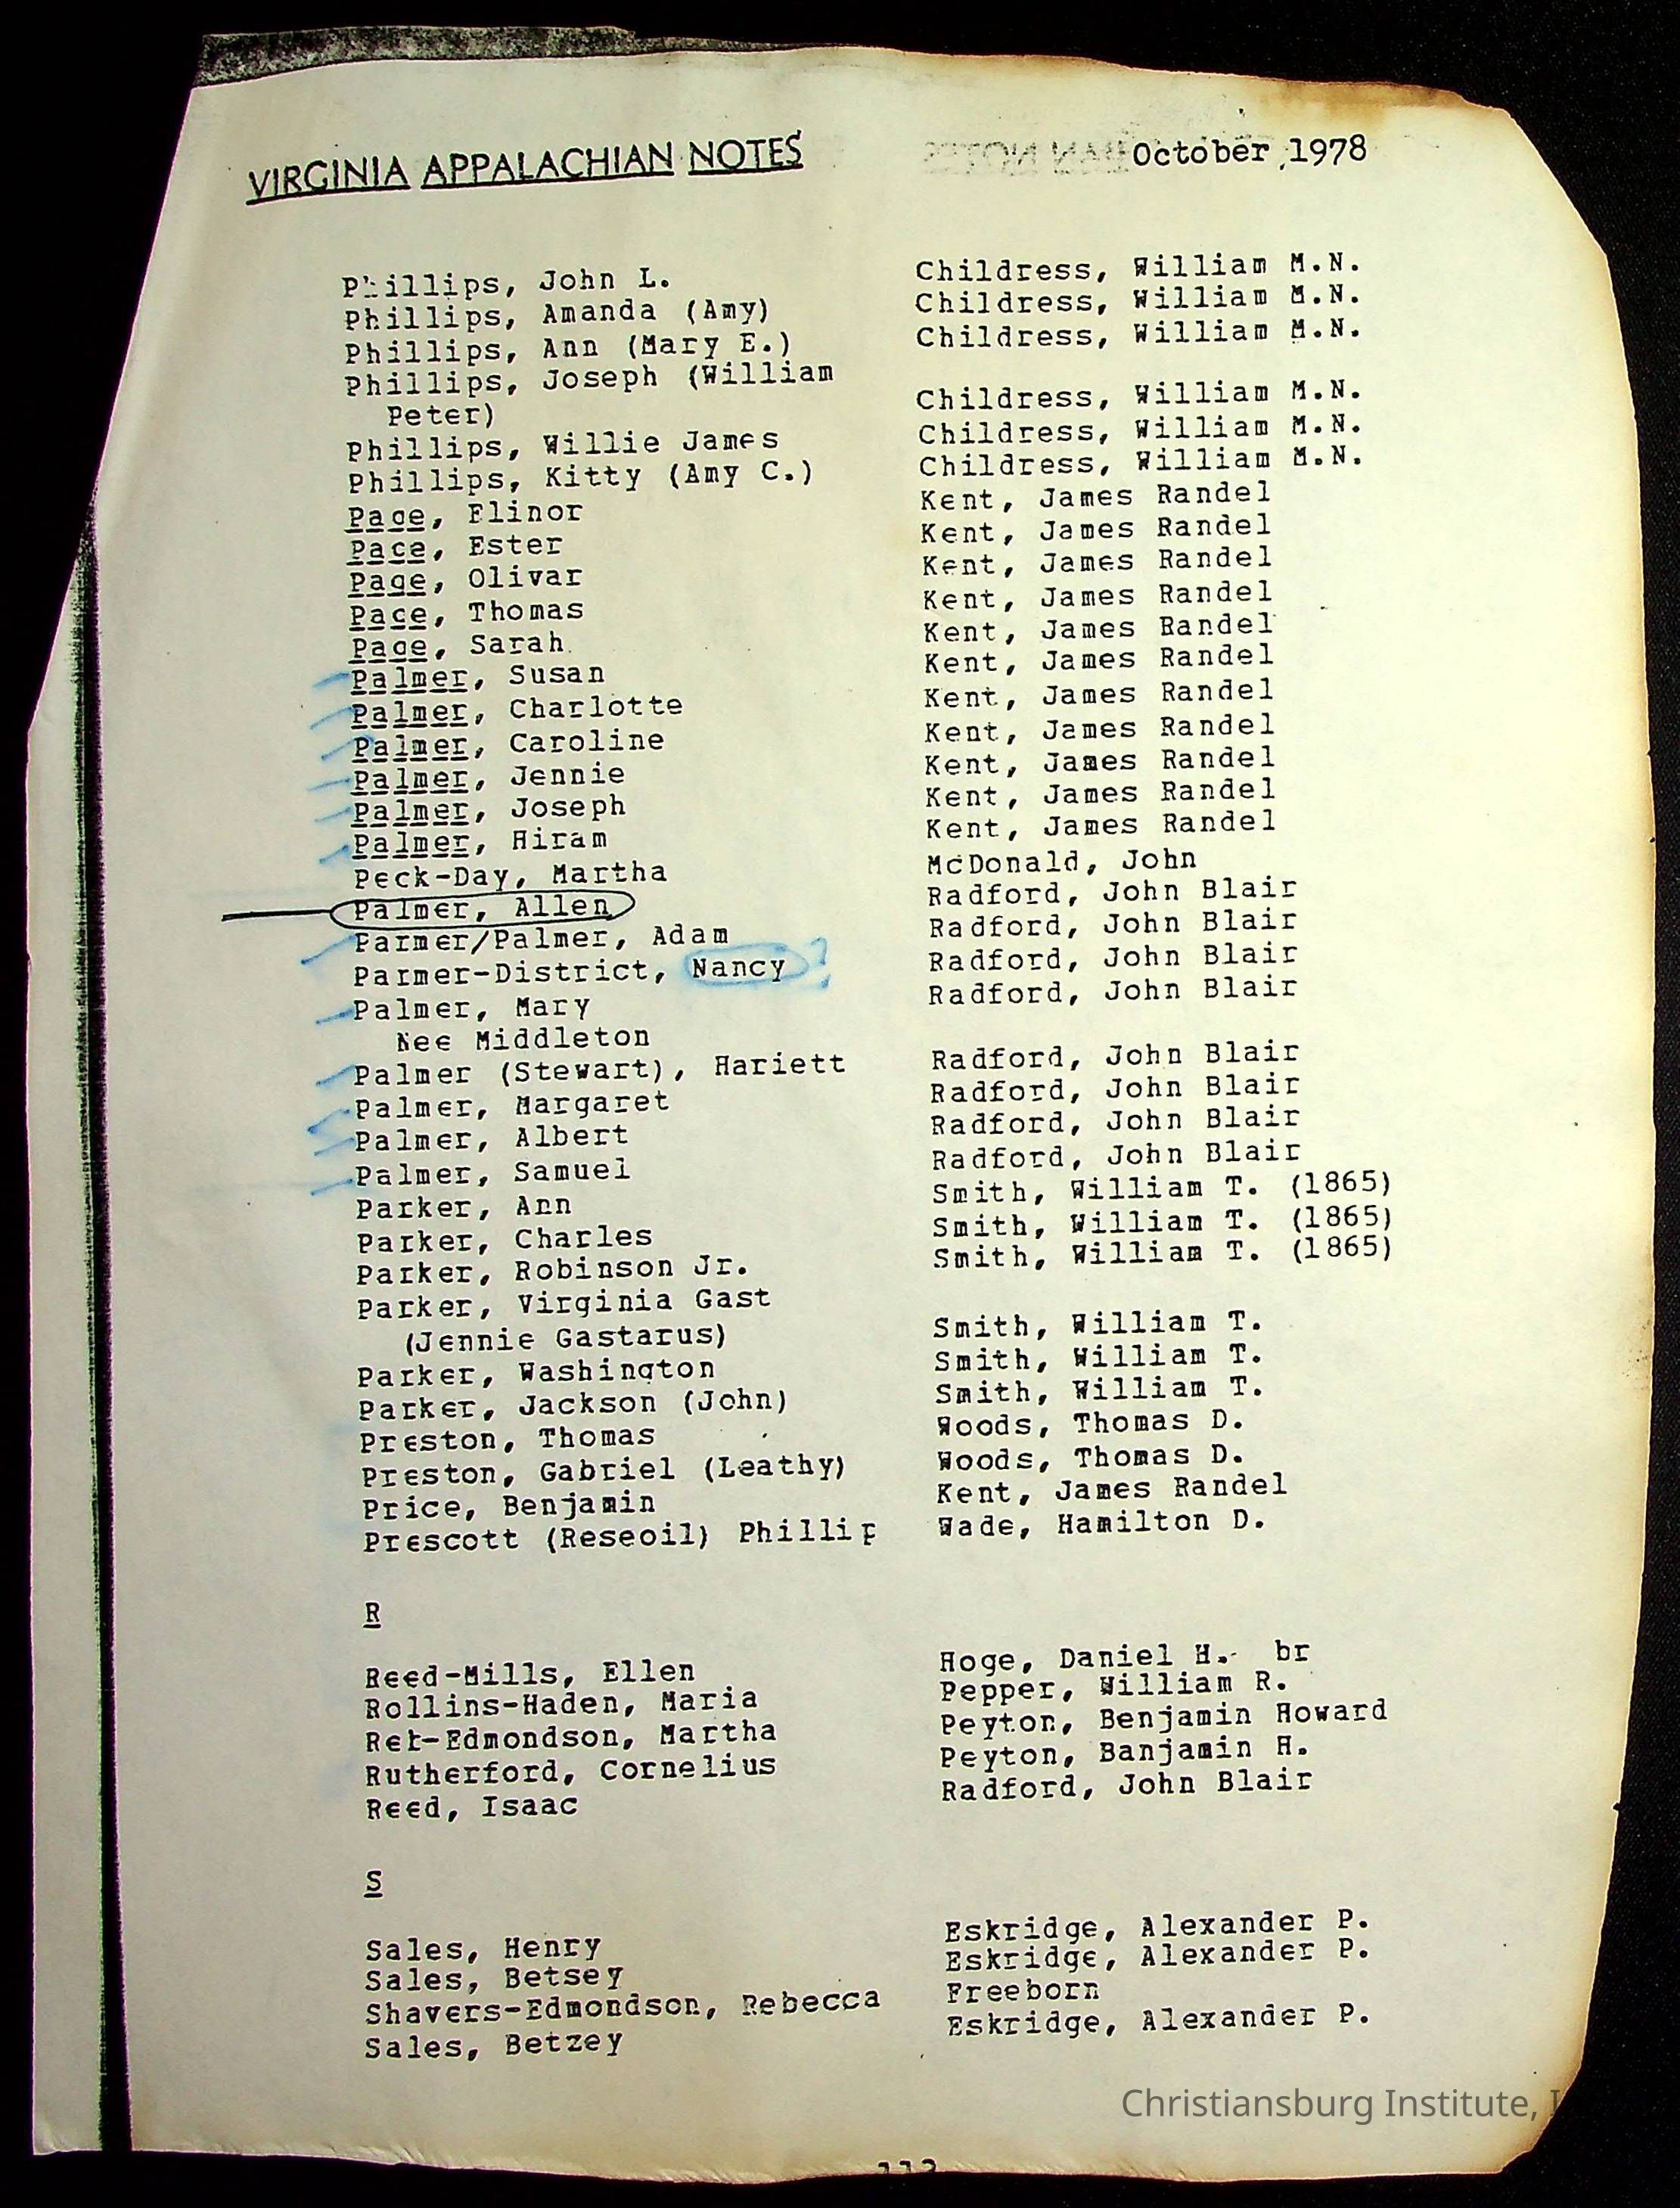 VIRGINIA APPALACHIAN NOTES October, 1978
Phillips, John L. Childress, William M.N.
Phillips, Amanda (Amy) Childress, William M.N.
Phillips, Ann (Mary E.) Childress, William M.N.
Phillips, Joseph (William
Peter) Childress, William M.N.
Phillips, Willie James Childress, William M.N.
Phillips, Kitty (Amy C.) Childress, William M.N.
Page, Elinor Kent, James Randel
Page, Ester Kent, James Randel
Page, Olivar Kent, James Randel
Page, Thomas Kent, James Randel
Page, Sarah Kent, James Randel
Palmer, Susan Kent, James Randel
Palmer, Charlotte Kent, James Randel
Palmer, Caroline Kent, James Randel
Palmer, Jennie Kent, James Randel
Palmer, Joseph Kent, James Randel
Palmer, Hiram Kent, James Randel
Peck-Day, Martha McDonald, John
Palmer, Allen Radford, John Blair
Parmer/Palmer, Adam Radford, John Blair
Parmer-District, Nancy ? Radford, John Blair
Palmer, Mary Radford, John Blair
Nee Middleton
Palmer (Stewart), Hariett Radford, John Blair
Palmer, Margaret Radford, John Blair
Palmer, Albert Radford, John Blair
Palmer, Samuel Radford, John Blair
Parker, Ann Smith, William T. (1865)
Parker, Charles Smith, William T. (1865)
Parker, Robinson Jr. Smith, William T. (1865)
Parker, Virginia Gast
(Jennie Gastarus) Smith, William T.
Parker, Washington Smith, William T.
Parker, Jackson (John) Smith, William T.
Preston, Thomas Woods, Thomas D.
Preston, Gabriel (Leathy) Woods, Thomas D.
Price, Benjamin Kent, James Randel
Prescott (Reseoil) Phillip Wade, Hamilton D.
R
Reed-Mills, Ellen Hoge, Daniel H. br
Rollins-Haden, Maria Pepper, William R.
Ret-Edmondson, Martha Peyton, Benjamin Howard
Rutherford, Cornelius Peyton, Banjamin H.
Reed, Isaac Radford, John Blair
S
Sales, Henry Eskridge, Alexander P.
Sales, Betsey Eskridge, Alexander P.
Shavers-Edmondson, Rebecca Freeborn
Sales, Betzey Eskridge, Alexander P.
Christiansburg Institute,